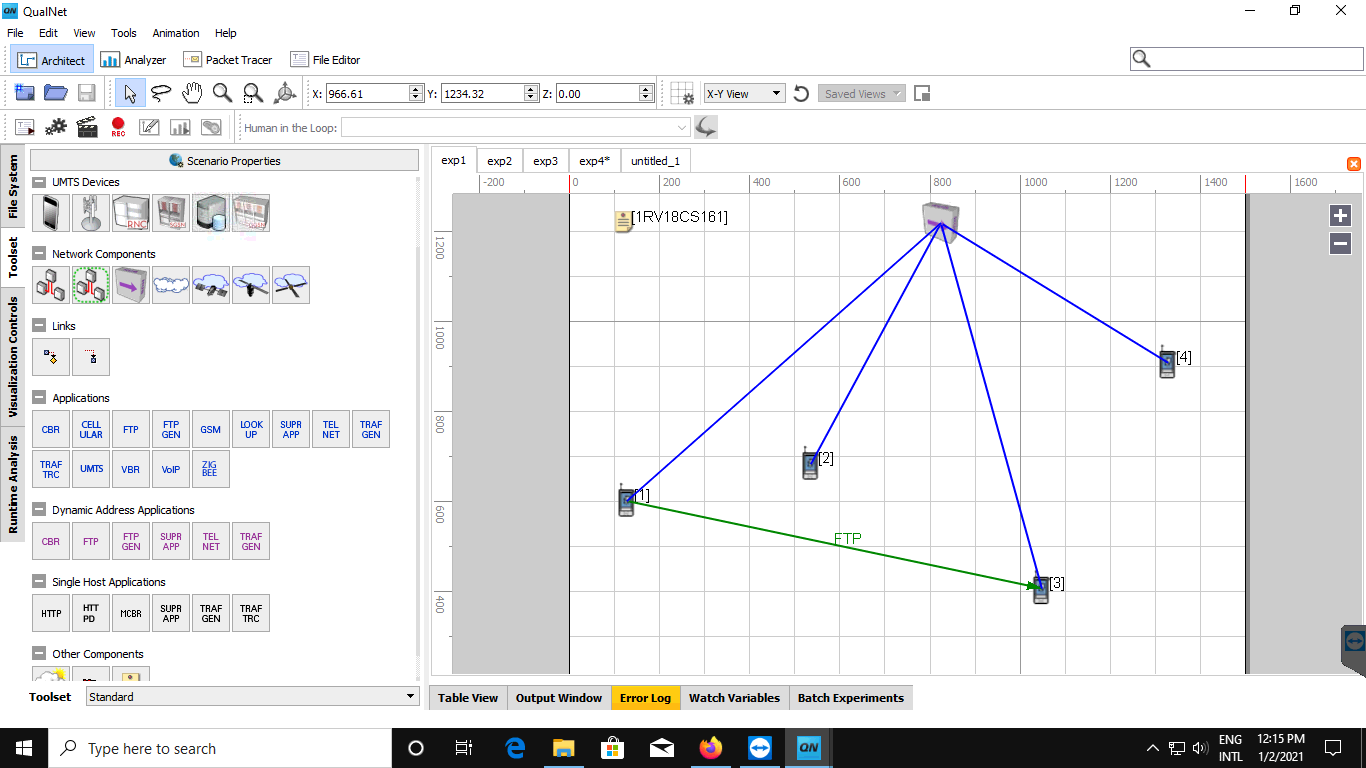 QN QualNet
File Edit View Tools Animation Help
Architect Analyzer Packet Tracer File Editor
X: 966.61 Y: 1234.32 Z: 0.00 X-Y View Saved Views
REC Human in the Loop:
File System
Toolset
Visualization Controls
Runtime Analysis
Scenario Properties
UMTS Devices
RNC SGSN GGSN
Network Components
Links
Applications
CBR CELL ULAR FTP FTP GEN GSM LOOK UP SUPR APP TEL NET TRAF GEN
TRAF TRC UMTS VBR VoIP ZIG BEE
Dynamic Address Applications
CBR FTP FTP GEN SUPR APP TEL NET TRAF GEN
Single Host Applications
HTTP HTT PD MCBR SUPR APP TRAF GEN TRAF TRC
Other Components
Toolset Standard
exp1 exp2 exp3 exp4* untitled_1
-200 0 200 400 600 800 1000 1200 1400 1600
1200
1000
800
600
400
[1RV18CS161]
[4]
[2]
[1]
FTP
[3]
Table View Output Window Error Log Watch Variables Batch Experiments
Type here to search
QN
ENG
INTL
12:15 PM
1/2/2021